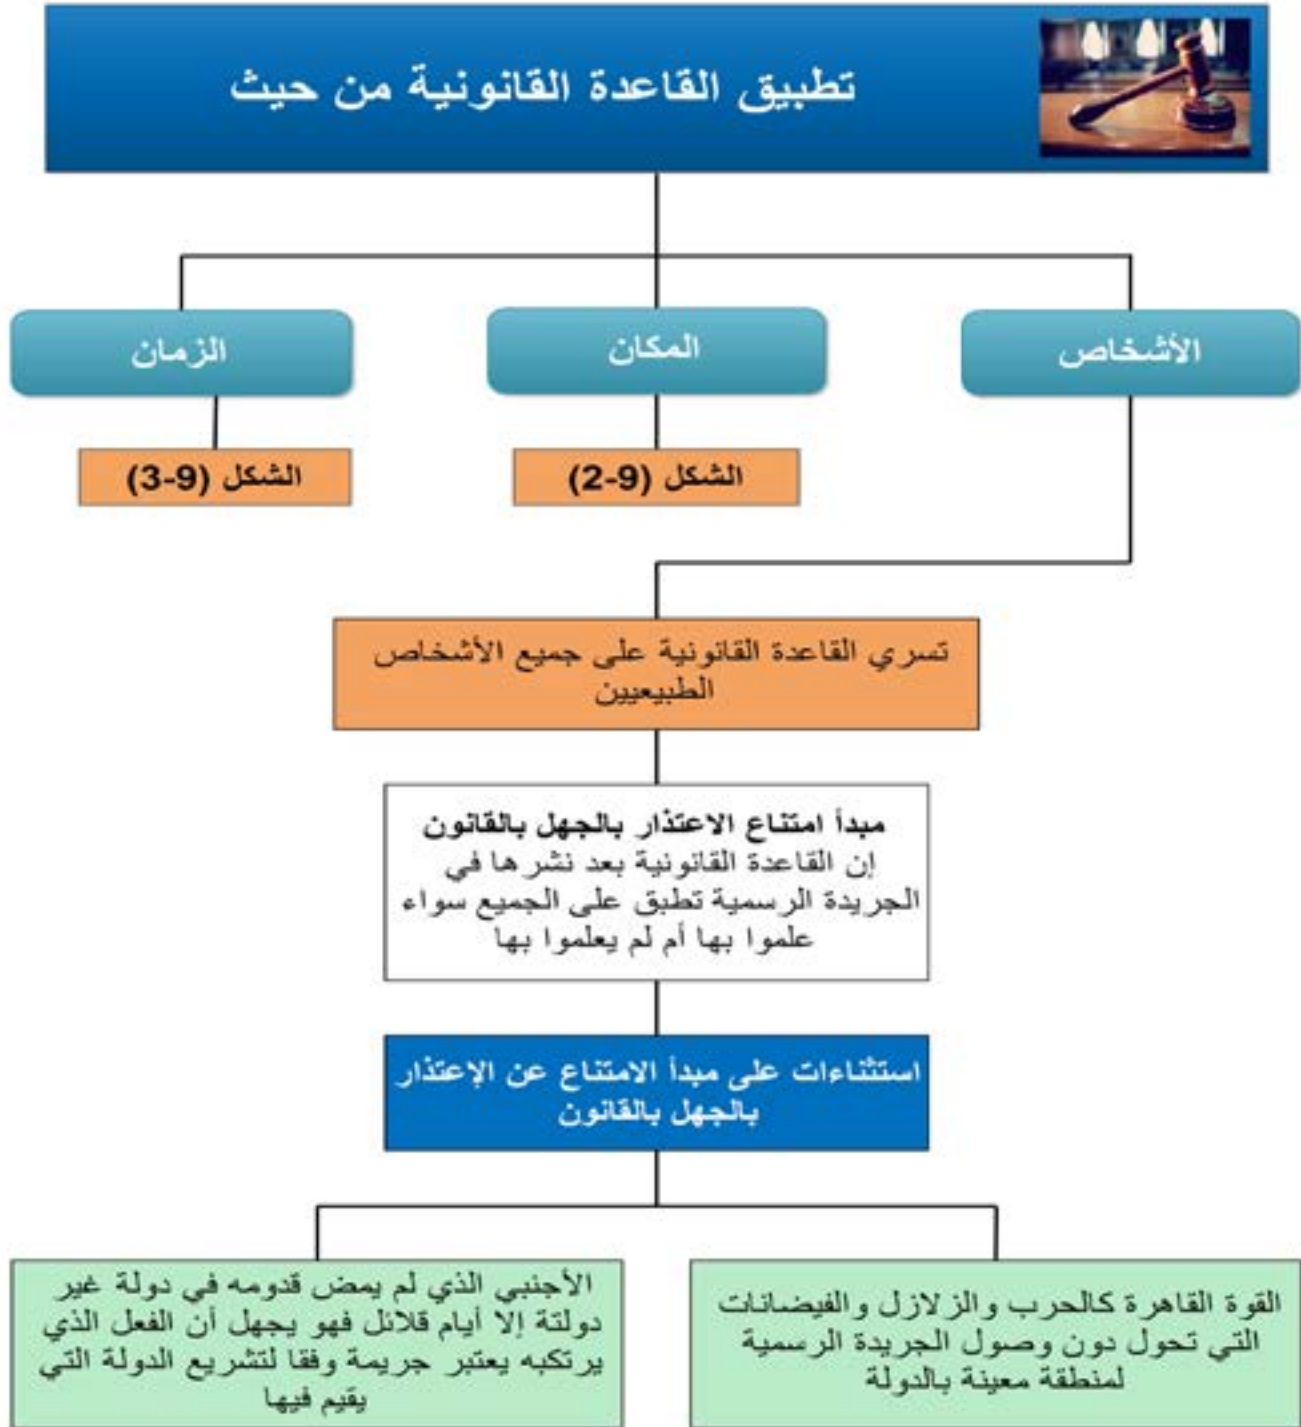 تطبيق القاعدة القانونية من حيث
الأشخاص
المكان
الزمان
الشكل (9-2)
الشكل (9-3)
تسري القاعدة القانونية على جميع الأشخاص
الطبيعيين
مبدأ امتناع الاعتذار بالجهل بالقانون
إن القاعدة القانونية بعد نشرها في
الجريدة الرسمية تطبق على الجميع سواء
علموا بها أم لم يعلموا بها
استثناءات على مبدأ الامتناع عن الإعتذار
بالجهل بالقانون
القوة القاهرة كالحرب والزلازل والفيضانات
التي تحول دون وصول الجريدة الرسمية
لمنطقة معينة بالدولة
الأجنبي الذي لم يمض قدومه في دولة غير
دولتة إلا أيام قلائل فهو يجهل أن الفعل الذي
يرتكبه يعتبر جريمة وفقا لتشريع الدولة التي
يقيم فيها